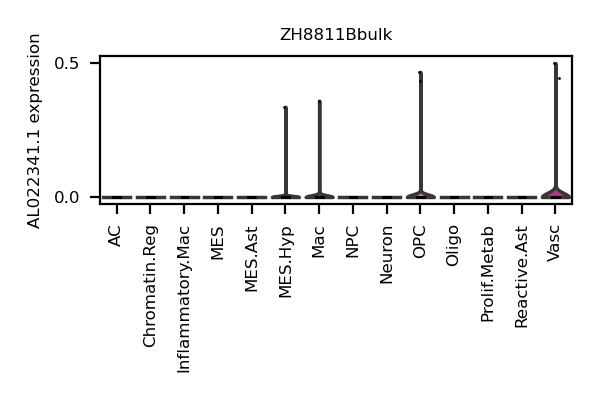 ZH8811Bbulk
AL022341.1 expression
0.5
0.0
AC
Chromatin.Reg
Inflammatory.Mac
MES
MES.Ast
MES.Hyp
Mac
NPC
Neuron
OPC
Oligo
Prolif.Metab
Reactive.Ast
Vasc